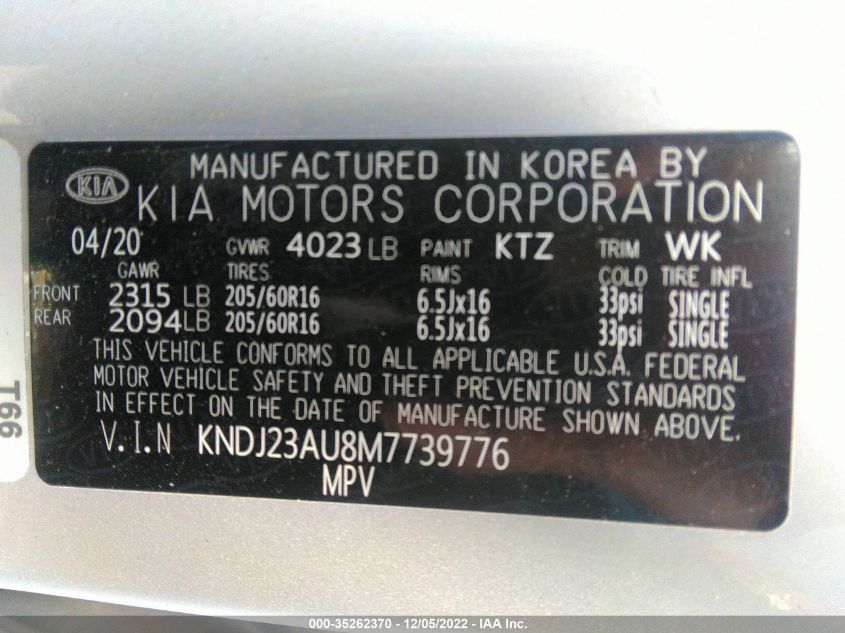 MANUFACTURED IN KOREA BY
KIA KIA MOTORS CORPORATION
04/20 GVWR 4023 LB PAINT KTZ TRIM WK
GAWR TIRES RIMS COLD TIRE INFL
FRONT 2315 LB 205/60R16 6.5Jx16 33psi SINGLE
REAR 2094LB 205/60R16 6.5Jx16 33psi SINGLE
THIS VEHICLE CONFORMS TO ALL APPLICABLE U.S.A. FEDERAL
MOTOR VEHICLE SAFETY AND THEFT PREVENTION STANDARDS
IN EFFECT ON THE DATE OF MANUFACTURE SHOWN ABOVE.
V.I.N KNDJ23AU8M7739776
MPV
T66
000-35262370 - 12/05/2022 - IAA Inc.